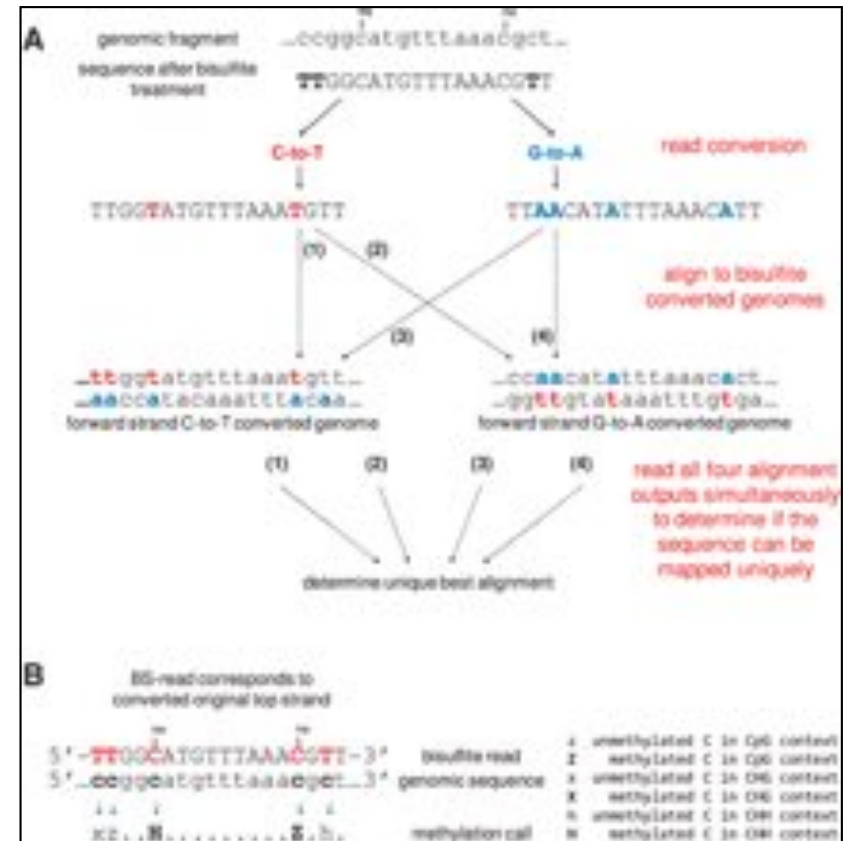 A
genomic fragment
…ccggcatgtttaaacgct…
sequence after bisulfite
treatment
TTGGCATGTTTAAACGTT
C-to-T
G-to-A
read conversion
TTGGTATGTTTAAATGTT
TTAACATATTTAAACATT
(1)
(2)
align to bisulfite
converted genomes
(3)
(4)
…ttggtatgtttaaatgtt…
…aaccatacaaatttacaa…
forward strand C-to-T converted genome
…ccaacatatttaaacact…
…ggttgtataaatttgtga…
forward strand G-to-A converted genome
(1)
(2)
(3)
(4)
read all four alignment
outputs simultaneously
to determine if the
sequence can be
mapped uniquely
determine unique best alignment
B
BS-read corresponds to
converted original top strand
5'-TTGGCATGTTTAAACGTT-3'
bisulfite read
5'…ccggcatgtttaaacgct…3'
genomic sequence
xz..H.........Z.h.
methylation call
z unmethylated C in CpG context
Z methylated C in CpG context
x unmethylated C in CHG context
X methylated C in CHG context
h unmethylated C in CHH context
H methylated C in CHH context